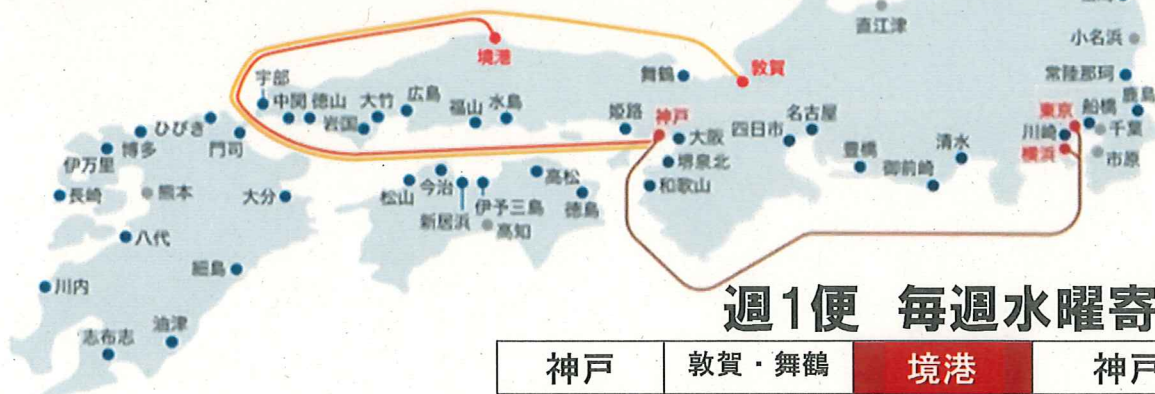 直江津
小名浜
常陸那珂
鹿島
船橋
千葉
東京
川崎
横浜
市原
境港
敦賀
舞鶴
宇部
中関
徳山
大竹
広島
岩国
福山
水島
姫路
神戸
大阪
堺泉北
和歌山
四日市
名古屋
豊橋
清水
御前崎
ひびき
博多
門司
伊万里
長崎
熊本
大分
八代
細島
川内
油津
志布志
松山
今治
新居浜
伊予三島
高松
高知
徳島
週1便 毎週水曜寄
神戸 敦賀・舞鶴 境港 神戸